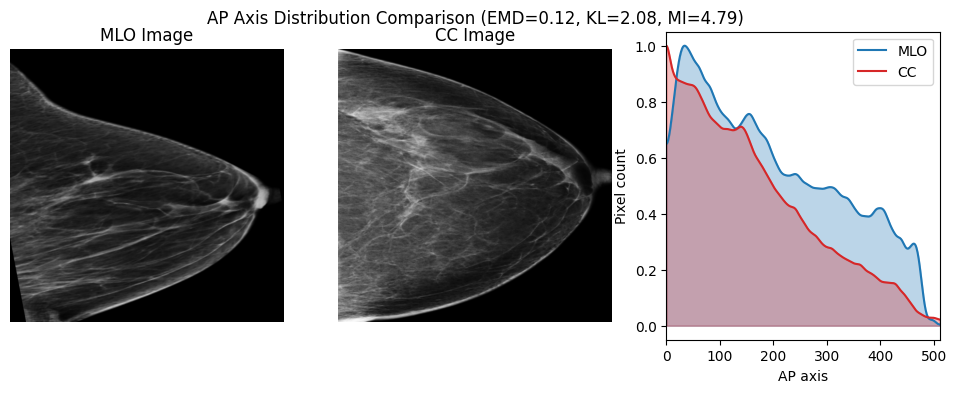 AP Axis Distribution Comparison (EMD=0.12, KL=2.08, MI=4.79)
MLO Image
CC Image
MLO
CC
Pixel count
1.0
0.8
0.6
0.4
0.2
0.0
0 100 200 300 400 500
AP axis